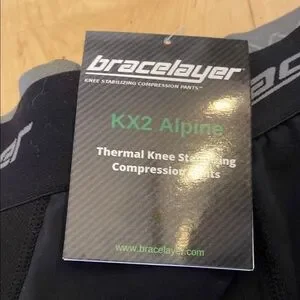 bracelayer
KNEE STABILIZING COMPRESSION PANTS™
KX2 Alpine
Thermal Knee Stabilizing
Compression Pants
www.bracelayer.com